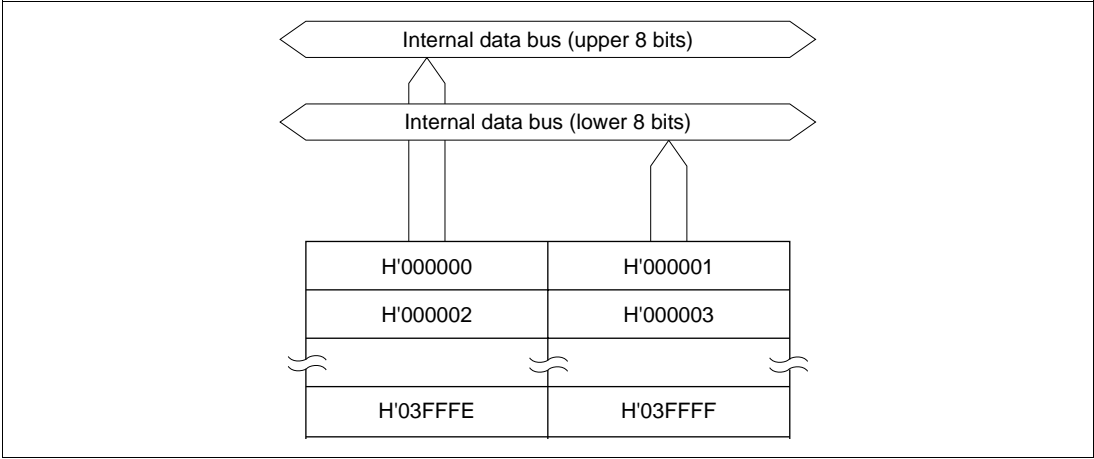 Internal data bus (upper 8 bits)
Internal data bus (lower 8 bits)
H'000000 H'000001
H'000002 H'000003
H'03FFFE H'03FFFF